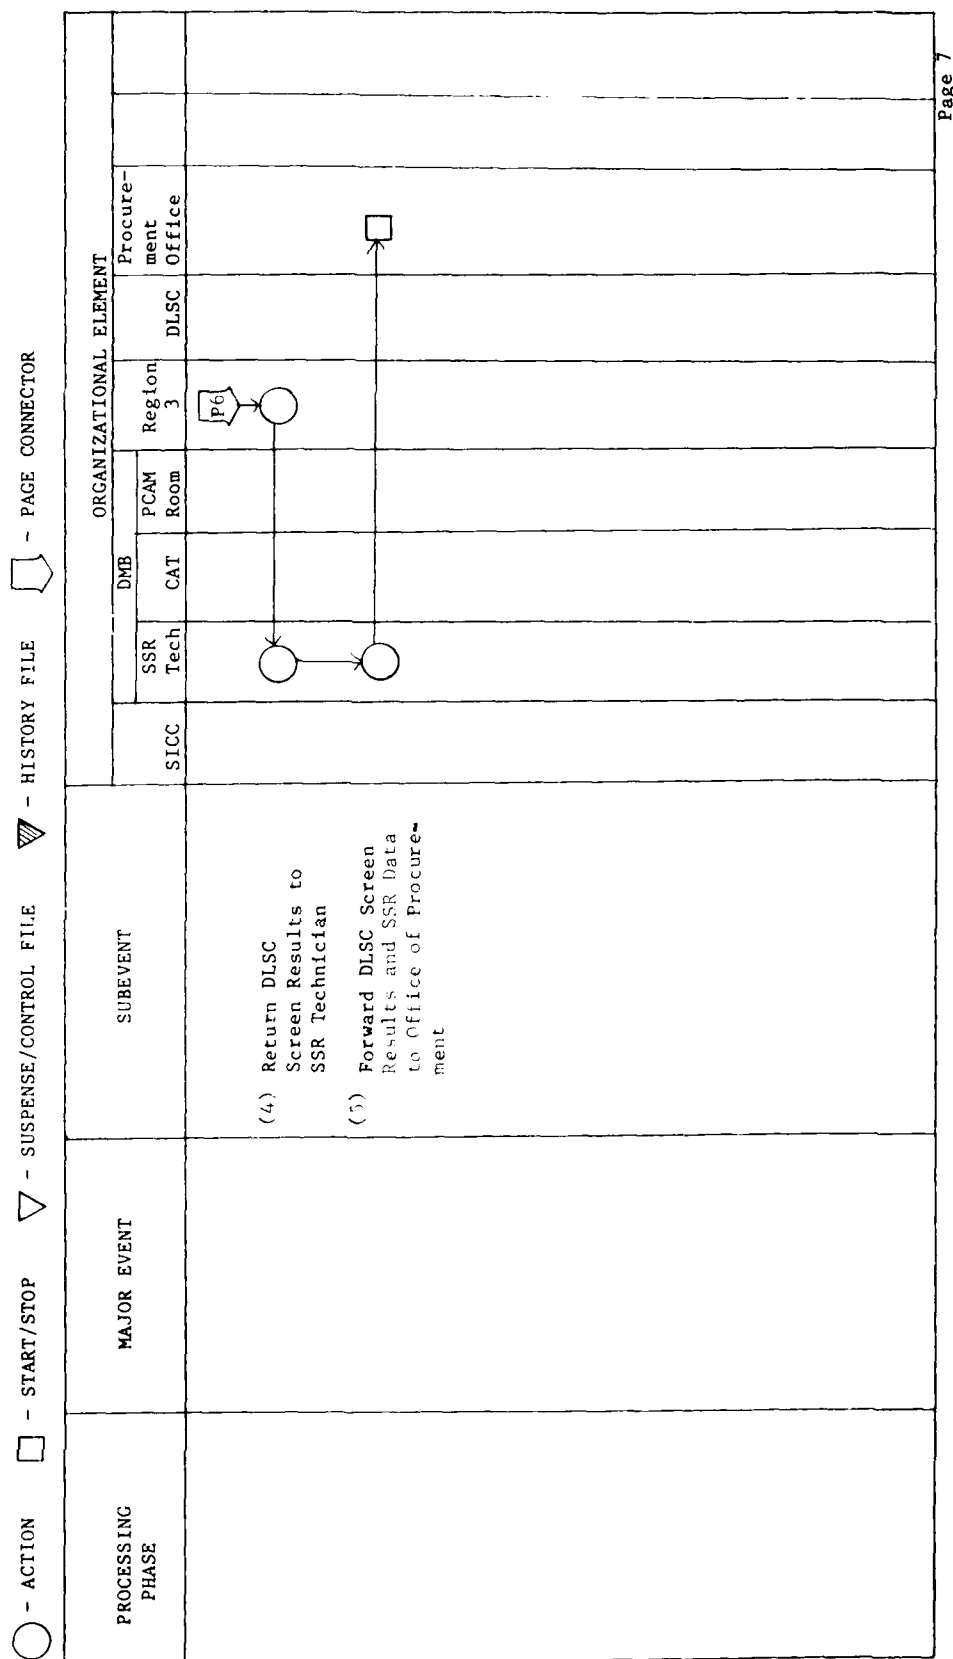 - ACTION
- START/STOP
- SUSPENSE/CONTROL FILE
- HISTORY FILE
- PAGE CONNECTOR
PROCESSING
PHASE
MAJOR EVENT
SUBEVENT
ORGANIZATIONAL ELEMENT
SICC
DMB
SSR
Tech
CAT
PCAM
Room
Region
3
DLSC
Procure-
ment
Office
P6
(4) Return DLSC
Screen Results to
SSR Technician
(5) Forward DLSC Screen
Results and SSR Data
to Office of Procure-
ment
Page 7